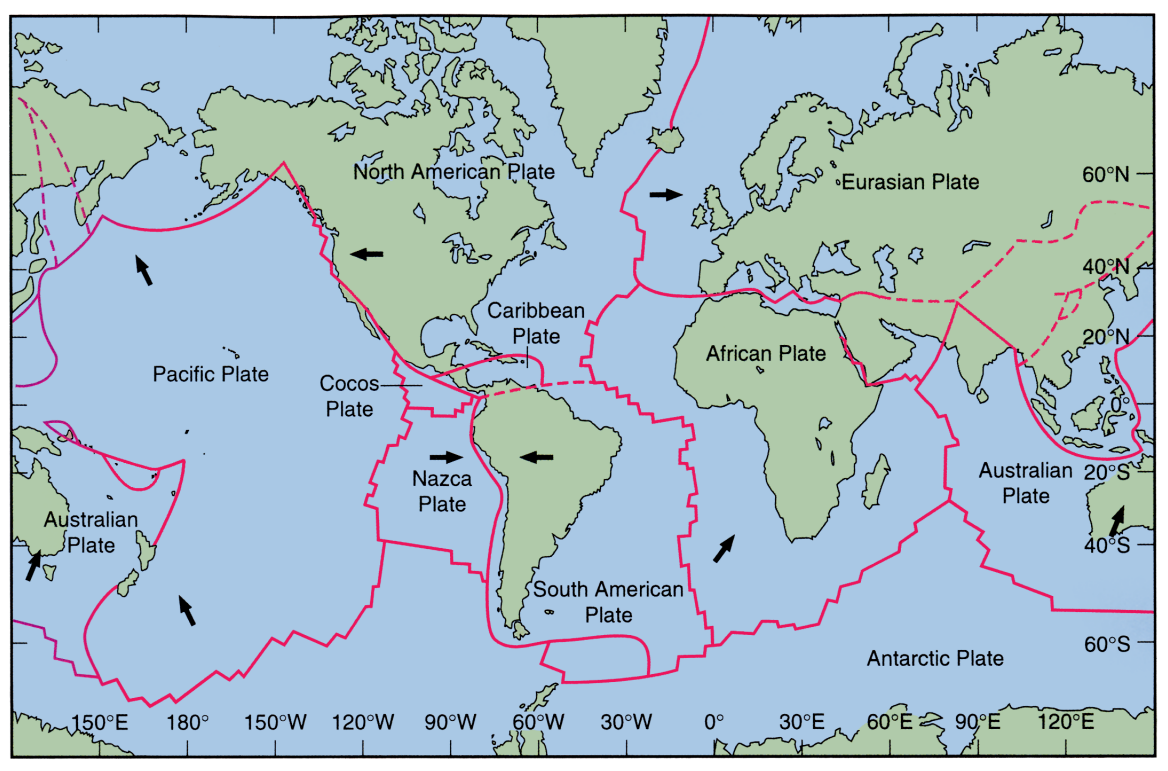 North American Plate
Eurasian Plate
60°N
40°N
Caribbean
Plate
20°N
African Plate
Pacific Plate
Cocos
Plate
0°
Nazca
Plate
Australian
Plate
20°S
Australian
Plate
40°S
South American
Plate
60°S
Antarctic Plate
150°E
180°
150°W
120°W
90°W
60°W
30°W
0°
30°E
60°E
90°E
120°E